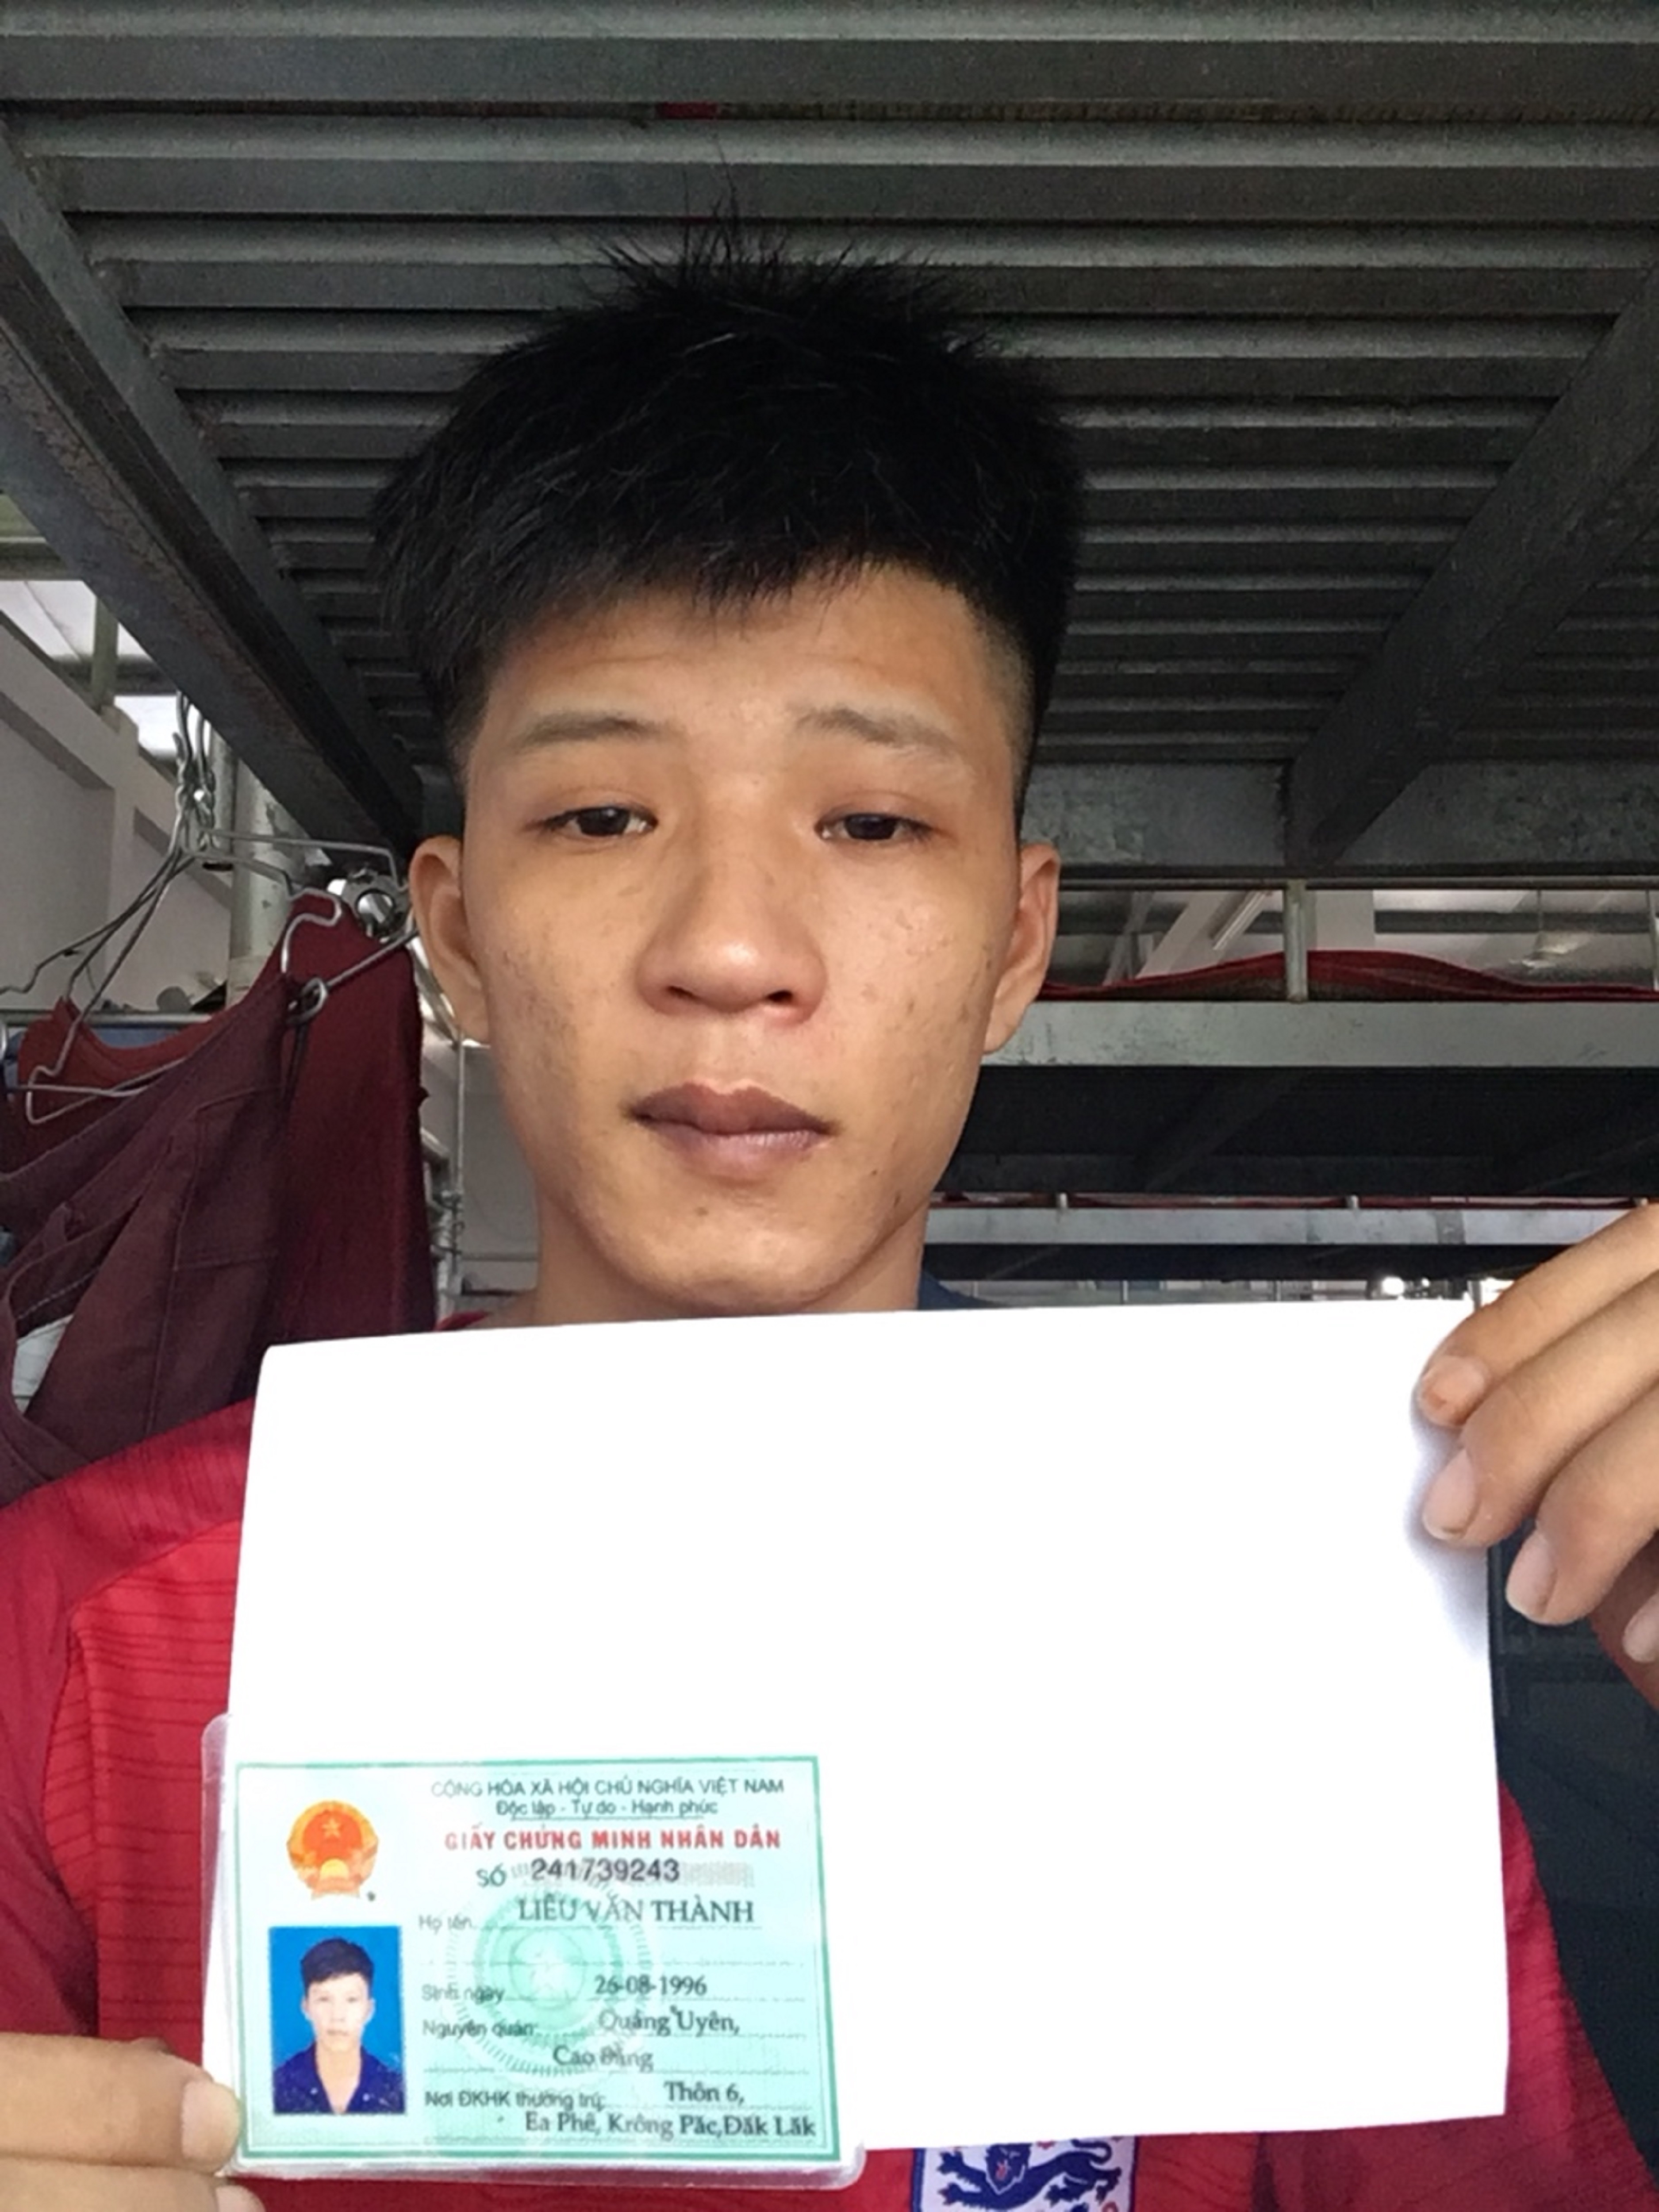 CỘNG HÒA XÃ HỘI CHỦ NGHĨA VIỆT NAM
Độc lập - Tự do - Hạnh phúc
GIẤY CHỨNG MINH NHÂN DÂN
SỐ 241739243
Họ tên LIÊU VĂN THÀNH
Sinh ngày 26-08-1996
Nguyên quán: Quảng Uyên,
Cao Bằng
Nơi ĐKHK thường trú: Thôn 6,
Ea Phê, Krông Păc, Đăk Lăk